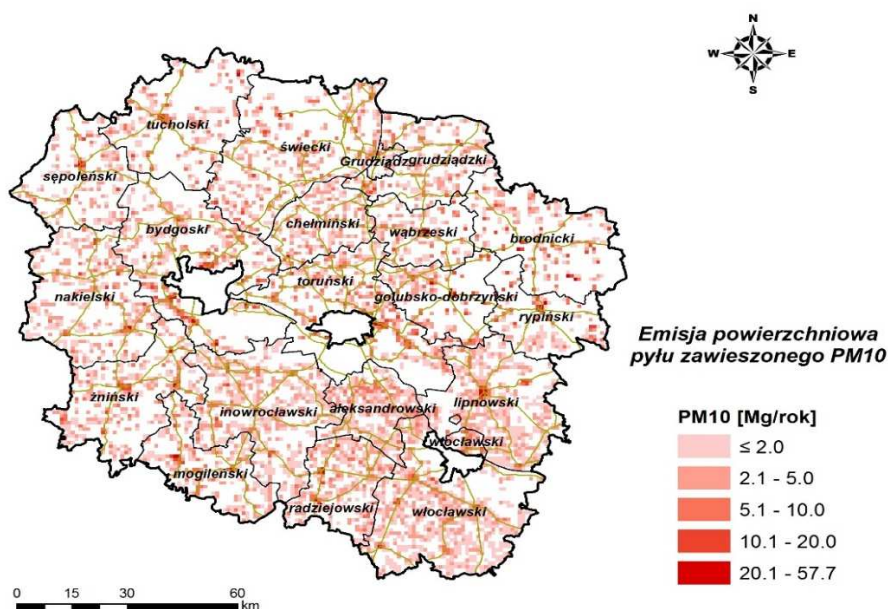 N
W E
S
tucholski
świecki
Grudziądz grudziądzki
sępoleński
chełmiński
bydgoski
wąbrzeski
brodnicki
toruński
nakielski
golubsko-dobrzyński
rypiński
Emisja powierzchniowa
pyłu zawieszonego PM10
żniński
inowrocławski
aleksandrowski
lipnowski
włocławski
mogileński
radziejowski
włocławski
PM10 [Mg/rok]
≤ 2.0
2.1 - 5.0
5.1 - 10.0
10.1 - 20.0
20.1 - 57.7
0 15 30 60
km